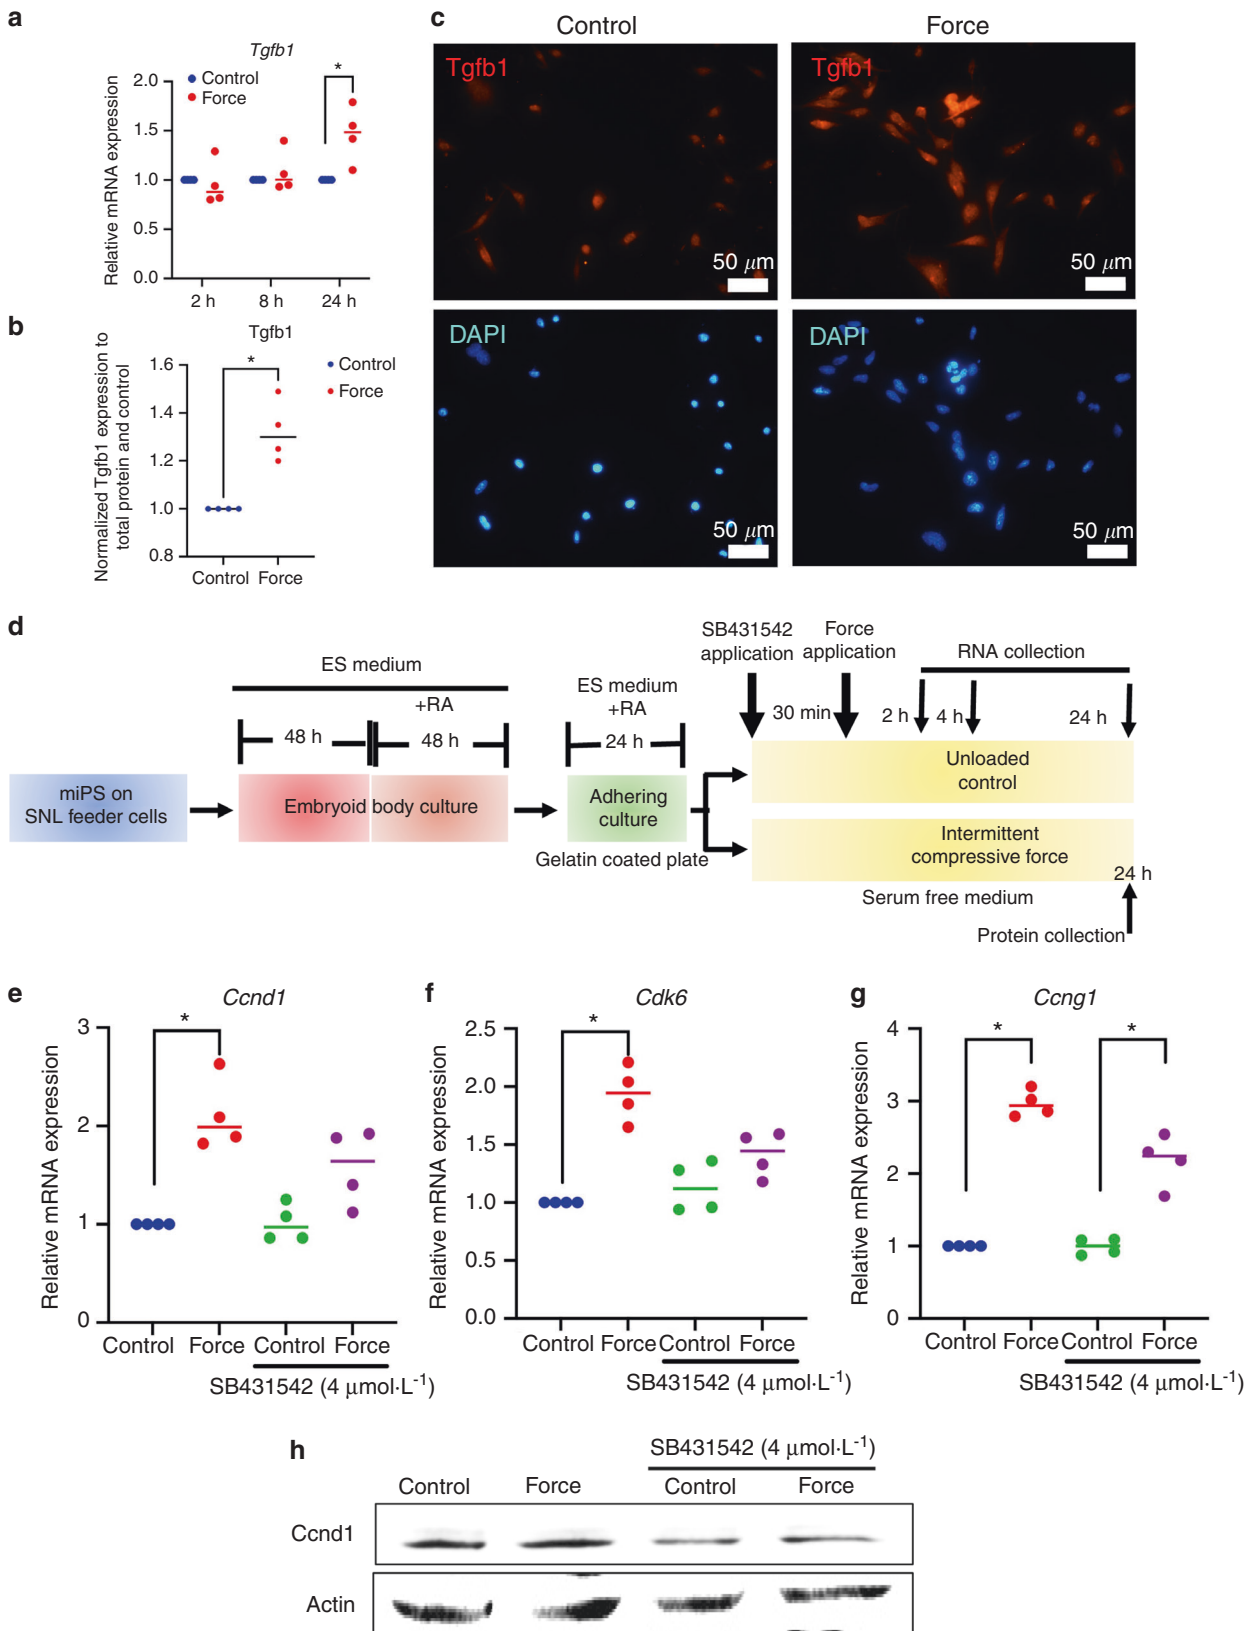 a
Tgfb1
Relative mRNA expression
2.0
1.5
1.0
0.5
0.0
Control
Force
*
2 h
8 h
24 h
b
Tgfb1
Normalized Tgfb1 expression to
total protein and control
1.6
1.4
1.2
1.0
0.8
*
Control
Force
Control
Force
c
Control
Force
Tgfb1
50 μm
Tgfb1
50 μm
DAPI
50 μm
DAPI
50 μm
d
ES medium
+RA
48 h
48 h
ES medium
+RA
24 h
SB431542
application
Force
application
30 min
RNA collection
2 h
4 h
24 h
miPS on
SNL feeder cells
Embryoid body culture
Adhering
culture
Gelatin coated plate
Unloaded
control
Intermittent
compressive force
24 h
Serum free medium
Protein collection
e
Ccnd1
Relative mRNA expression
3
2
1
0
*
Control
Force
Control
Force
SB431542 (4 μmol·L-1)
f
Cdk6
Relative mRNA expression
2.5
2.0
1.5
1.0
0.5
0.0
*
Control
Force
Control
Force
SB431542 (4 μmol·L-1)
g
Ccng1
Relative mRNA expression
4
3
2
1
0
*
*
Control
Force
Control
Force
SB431542 (4 μmol·L-1)
h
SB431542 (4 μmol·L-1)
Control
Force
Control
Force
Ccnd1
Actin